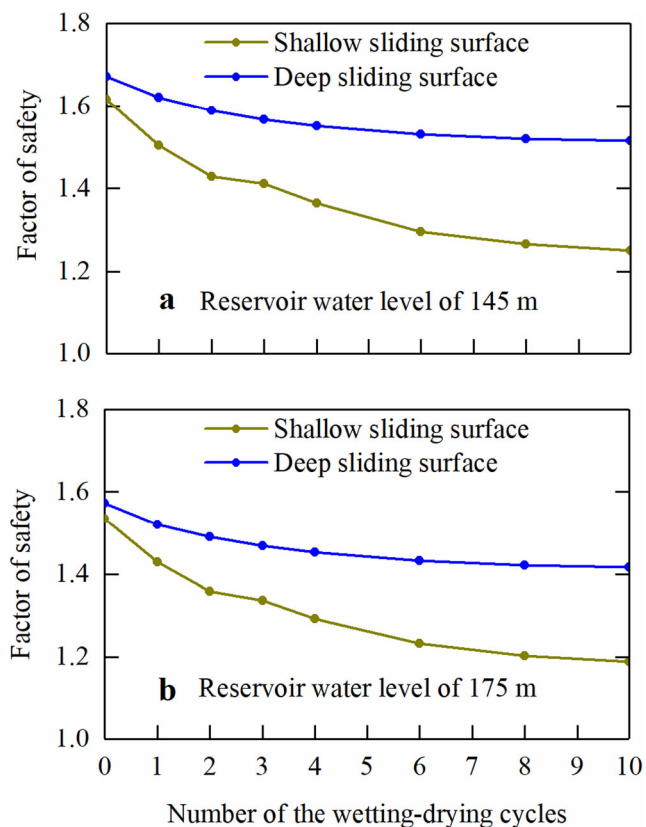 1.8
Shallow sliding surface
Deep sliding surface
1.6
1.4
1.2
1.0
Factor of safety
a Reservoir water level of 145 m
1.8
Shallow sliding surface
Deep sliding surface
1.6
1.4
1.2
1.0
Factor of safety
b Reservoir water level of 175 m
0 1 2 3 4 5 6 7 8 9 10
Number of the wetting-drying cycles